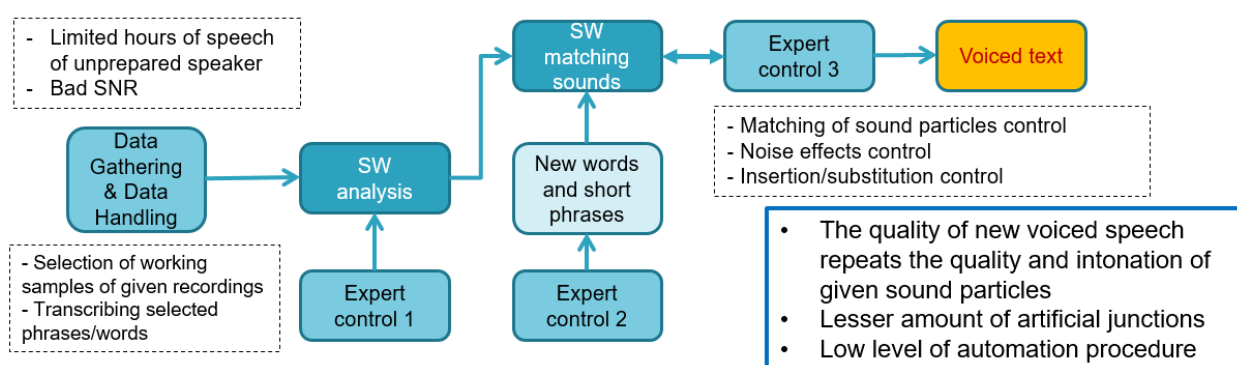 - Limited hours of speech
of unprepared speaker
- Bad SNR
SW
matching
sounds
Expert
control 3
Voiced text
Data
Gathering
& Data
Handling
SW
analysis
New words
and short
phrases
- Matching of sound particles control
- Noise effects control
- Insertion/substitution control
- Selection of working
samples of given recordings
- Transcribing selected
phrases/words
Expert
control 1
Expert
control 2
• The quality of new voiced speech
repeats the quality and intonation of
given sound particles
• Lesser amount of artificial junctions
• Low level of automation procedure